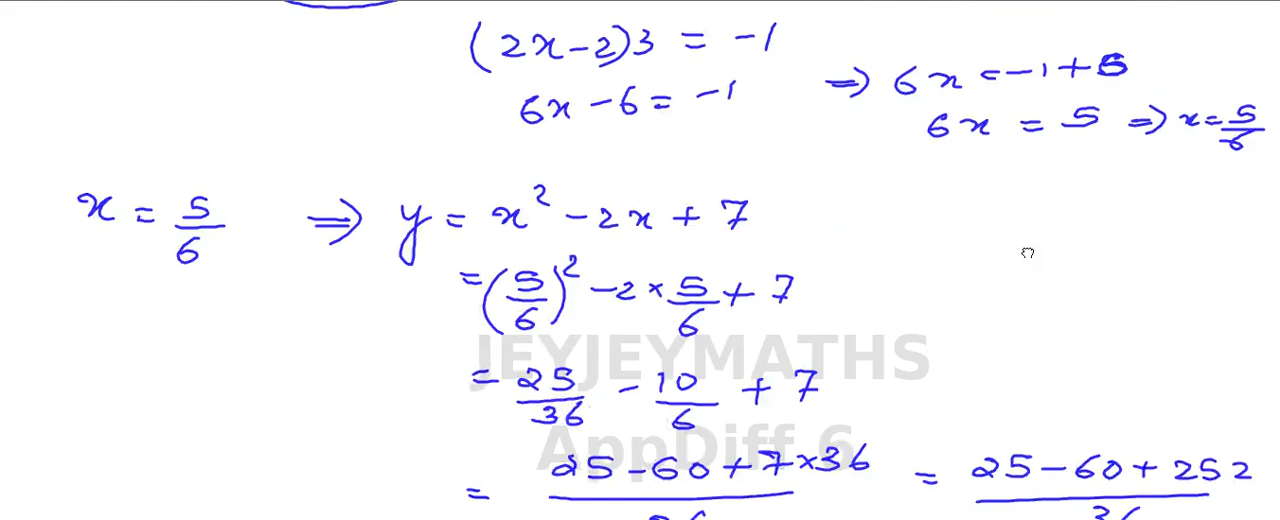 (2x-2)3 = -1
6x - 6 = -1 ⇒ 6x = -1 + 6
6x = 5 ⇒ x = 5/6
x = 5/6 ⇒ y = x² - 2x + 7
= (5/6)² - 2 × 5/6 + 7
JEYJEYMATHS
= 25/36 - 10/6 + 7
AppDiff 6
= (25 - 60 + 7×36)/36 = (25 - 60 + 252)/36